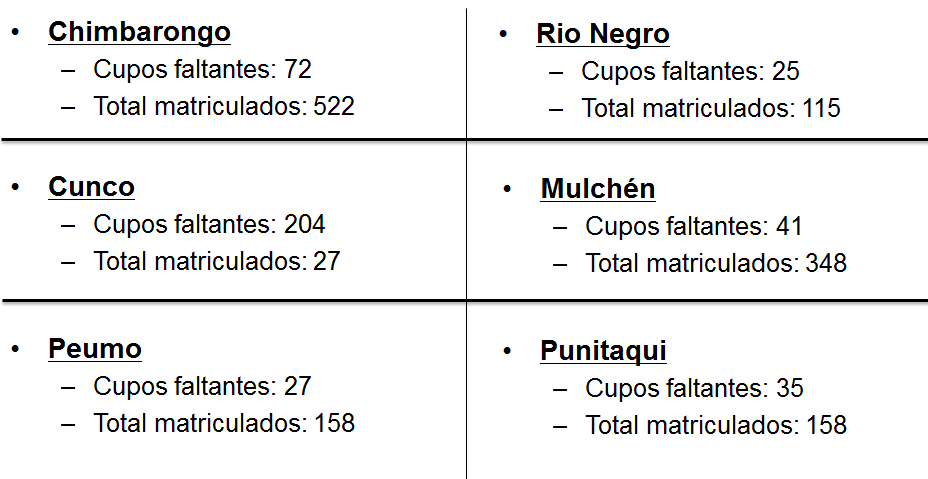 • Chimbarongo
– Cupos faltantes: 72
– Total matriculados: 522
• Rio Negro
– Cupos faltantes: 25
– Total matriculados: 115
• Cunco
– Cupos faltantes: 204
– Total matriculados: 27
• Mulchén
– Cupos faltantes: 41
– Total matriculados: 348
• Peumo
– Cupos faltantes: 27
– Total matriculados: 158
• Punitaqui
– Cupos faltantes: 35
– Total matriculados: 158